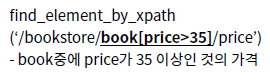 find_element_by_xpath
(‘/bookstore/book[price>35]/price’)
- book중에 price가 35 이상인 것의 가격